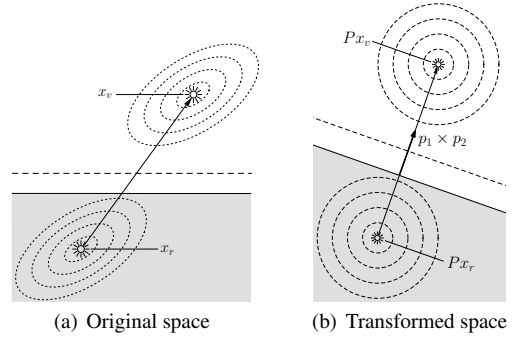 x_v
x_r
(a) Original space
Px_v
p_1 × p_2
Px_r
(b) Transformed space